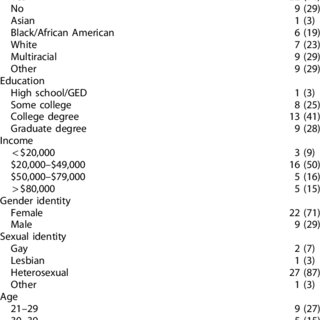 No 9 (29)
Asian 1 (3)
Black/African American 6 (19)
White 7 (23)
Multiracial 9 (29)
Other 9 (29)
Education
High school/GED 1 (3)
Some college 8 (25)
College degree 13 (41)
Graduate degree 9 (28)
Income
<$20,000 3 (9)
$20,000–$49,000 16 (50)
$50,000–$79,000 5 (16)
>$80,000 5 (15)
Gender identity
Female 22 (71)
Male 9 (29)
Sexual identity
Gay 2 (7)
Lesbian 1 (3)
Heterosexual 27 (87)
Other 1 (3)
Age
21–29 9 (27)